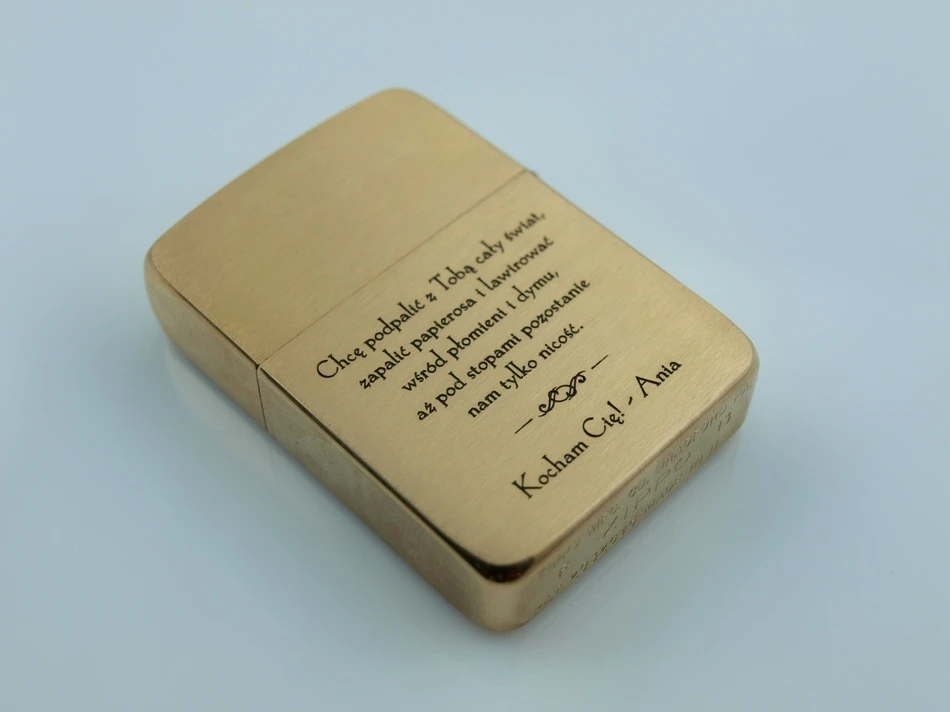 Chcę podpalić z Tobą cały świat,
zapalić papierosa i lawirować
wśród płomieni i dymu,
aż pod stopami pozostanie
nam tylko nicość.
Kocham Cię! - Ania